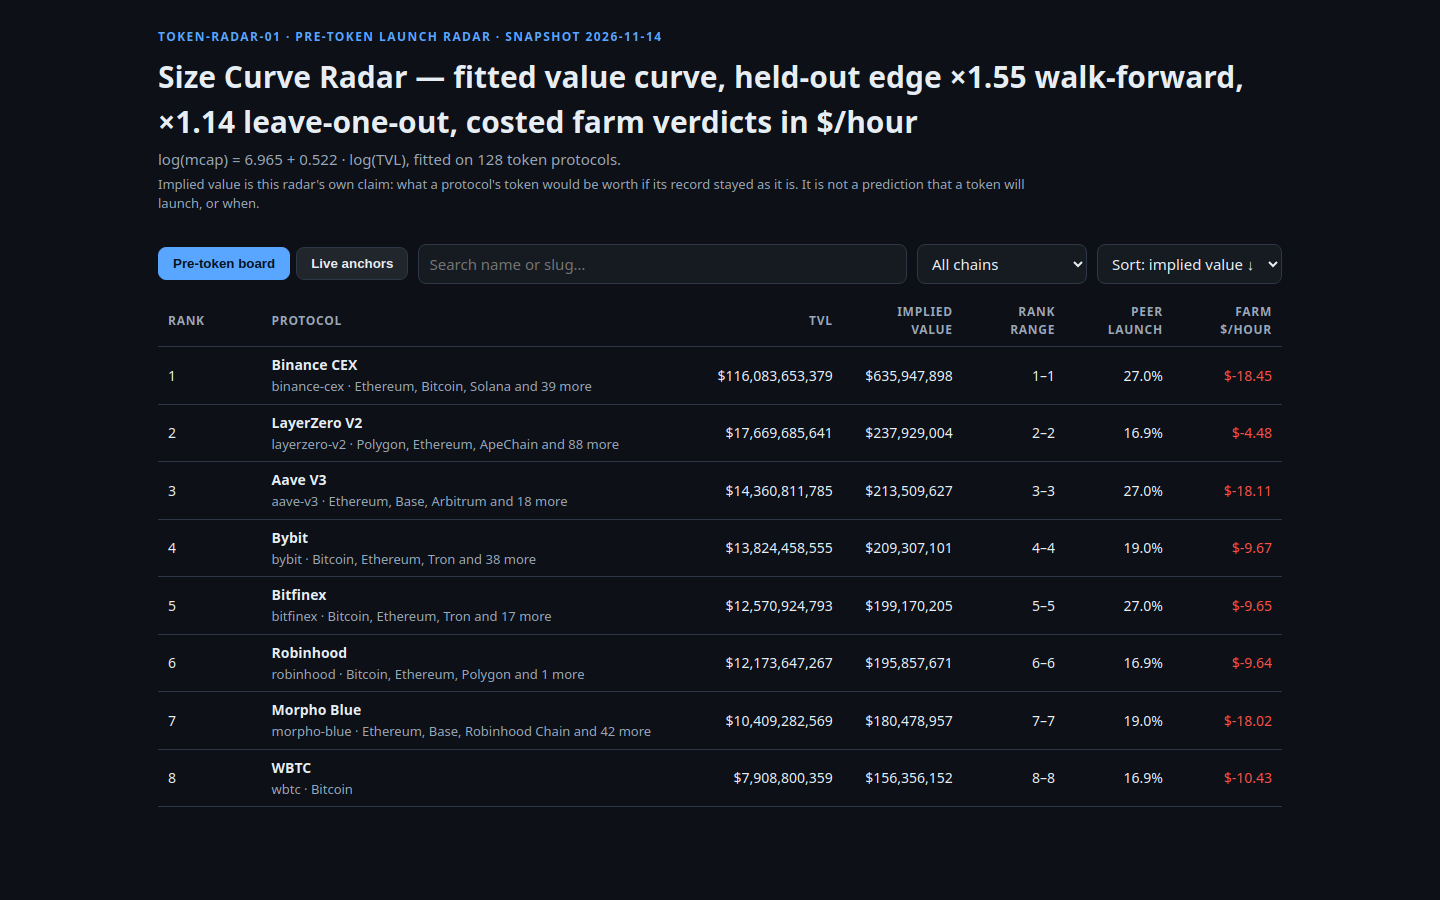 TOKEN-RADAR-01 · PRE-TOKEN LAUNCH RADAR · SNAPSHOT 2026-11-14
Size Curve Radar — fitted value curve, held-out edge ×1.55 walk-forward,
×1.14 leave-one-out, costed farm verdicts in $/hour
log(mcap) = 6.965 + 0.522 · log(TVL), fitted on 128 token protocols.
Implied value is this radar's own claim: what a protocol's token would be worth if its record stayed as it is. It is not a prediction that a token will
launch, or when.
Pre-token board Live anchors Search name or slug... All chains Sort: implied value ↓
RANK PROTOCOL TVL IMPLIED VALUE RANK RANGE PEER LAUNCH FARM $/HOUR
1 Binance CEX $116,083,653,379 $635,947,898 1–1 27.0% $-18.45
binance-cex · Ethereum, Bitcoin, Solana and 39 more
2 LayerZero V2 $17,669,685,641 $237,929,004 2–2 16.9% $-4.48
layerzero-v2 · Polygon, Ethereum, ApeChain and 88 more
3 Aave V3 $14,360,811,785 $213,509,627 3–3 27.0% $-18.11
aave-v3 · Ethereum, Base, Arbitrum and 18 more
4 Bybit $13,824,458,555 $209,307,101 4–4 19.0% $-9.67
bybit · Bitcoin, Ethereum, Tron and 38 more
5 Bitfinex $12,570,924,793 $199,170,205 5–5 27.0% $-9.65
bitfinex · Bitcoin, Ethereum, Tron and 17 more
6 Robinhood $12,173,647,267 $195,857,671 6–6 16.9% $-9.64
robinhood · Bitcoin, Ethereum, Polygon and 1 more
7 Morpho Blue $10,409,282,569 $180,478,957 7–7 19.0% $-18.02
morpho-blue · Ethereum, Base, Robinhood Chain and 42 more
8 WBTC $7,908,800,359 $156,356,152 8–8 16.9% $-10.43
wbtc · Bitcoin